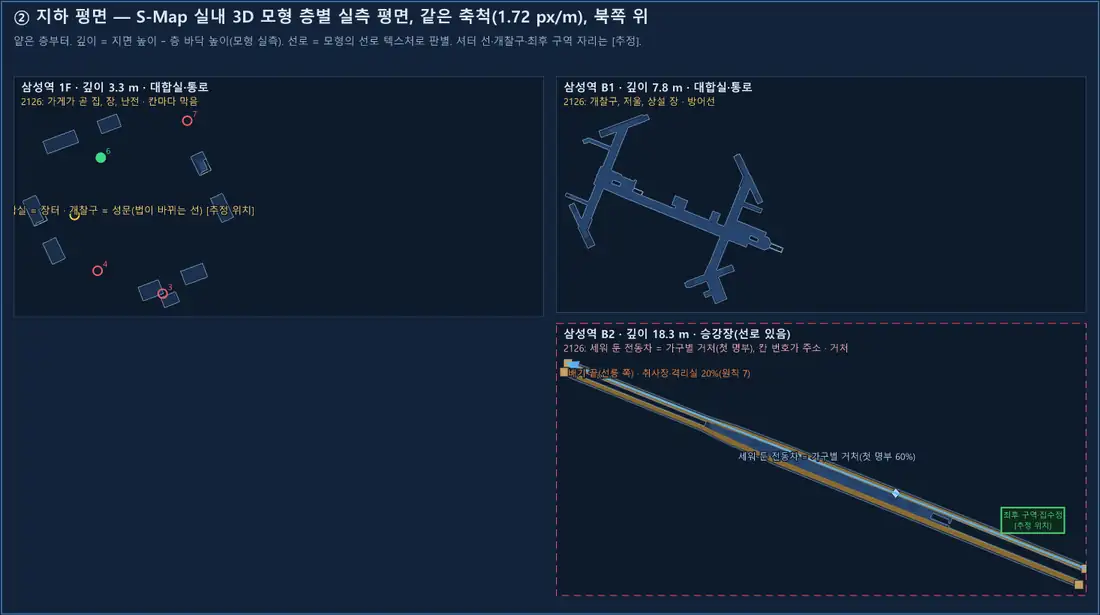 ② 지하 평면 — S-Map 실내 3D 모형 층별 실측 평면, 같은 축척(1.72 px/m), 북쪽 위
얕은 층부터. 깊이 = 지면 높이 − 층 바닥 높이(모형 실측). 선로 = 모형의 선로 텍스처로 판별. 셔터 선·개찰구·최후 구역 자리는 [추정].
삼성역 1F · 깊이 3.3 m · 대합실·통로
2126: 가게가 곧 집, 장, 난전 · 칸마다 막음
7
6
실 = 장터 · 개찰구 = 성문(법이 바뀌는 선) [추정 위치]
4
3
삼성역 B1 · 깊이 7.8 m · 대합실·통로
2126: 개찰구, 저울, 상설 장 · 방어선
삼성역 B2 · 깊이 18.3 m · 승강장(선로 있음)
2126: 세워 둔 전동차 = 가구별 거처(첫 명부), 칸 번호가 주소 · 거처
배기 끝(선릉 쪽) · 취사장·격리실 20%(원칙 7)
세워 둔 전동차 = 가구별 거처(첫 명부 60%)
최후 구역·집수정
[추정 위치]